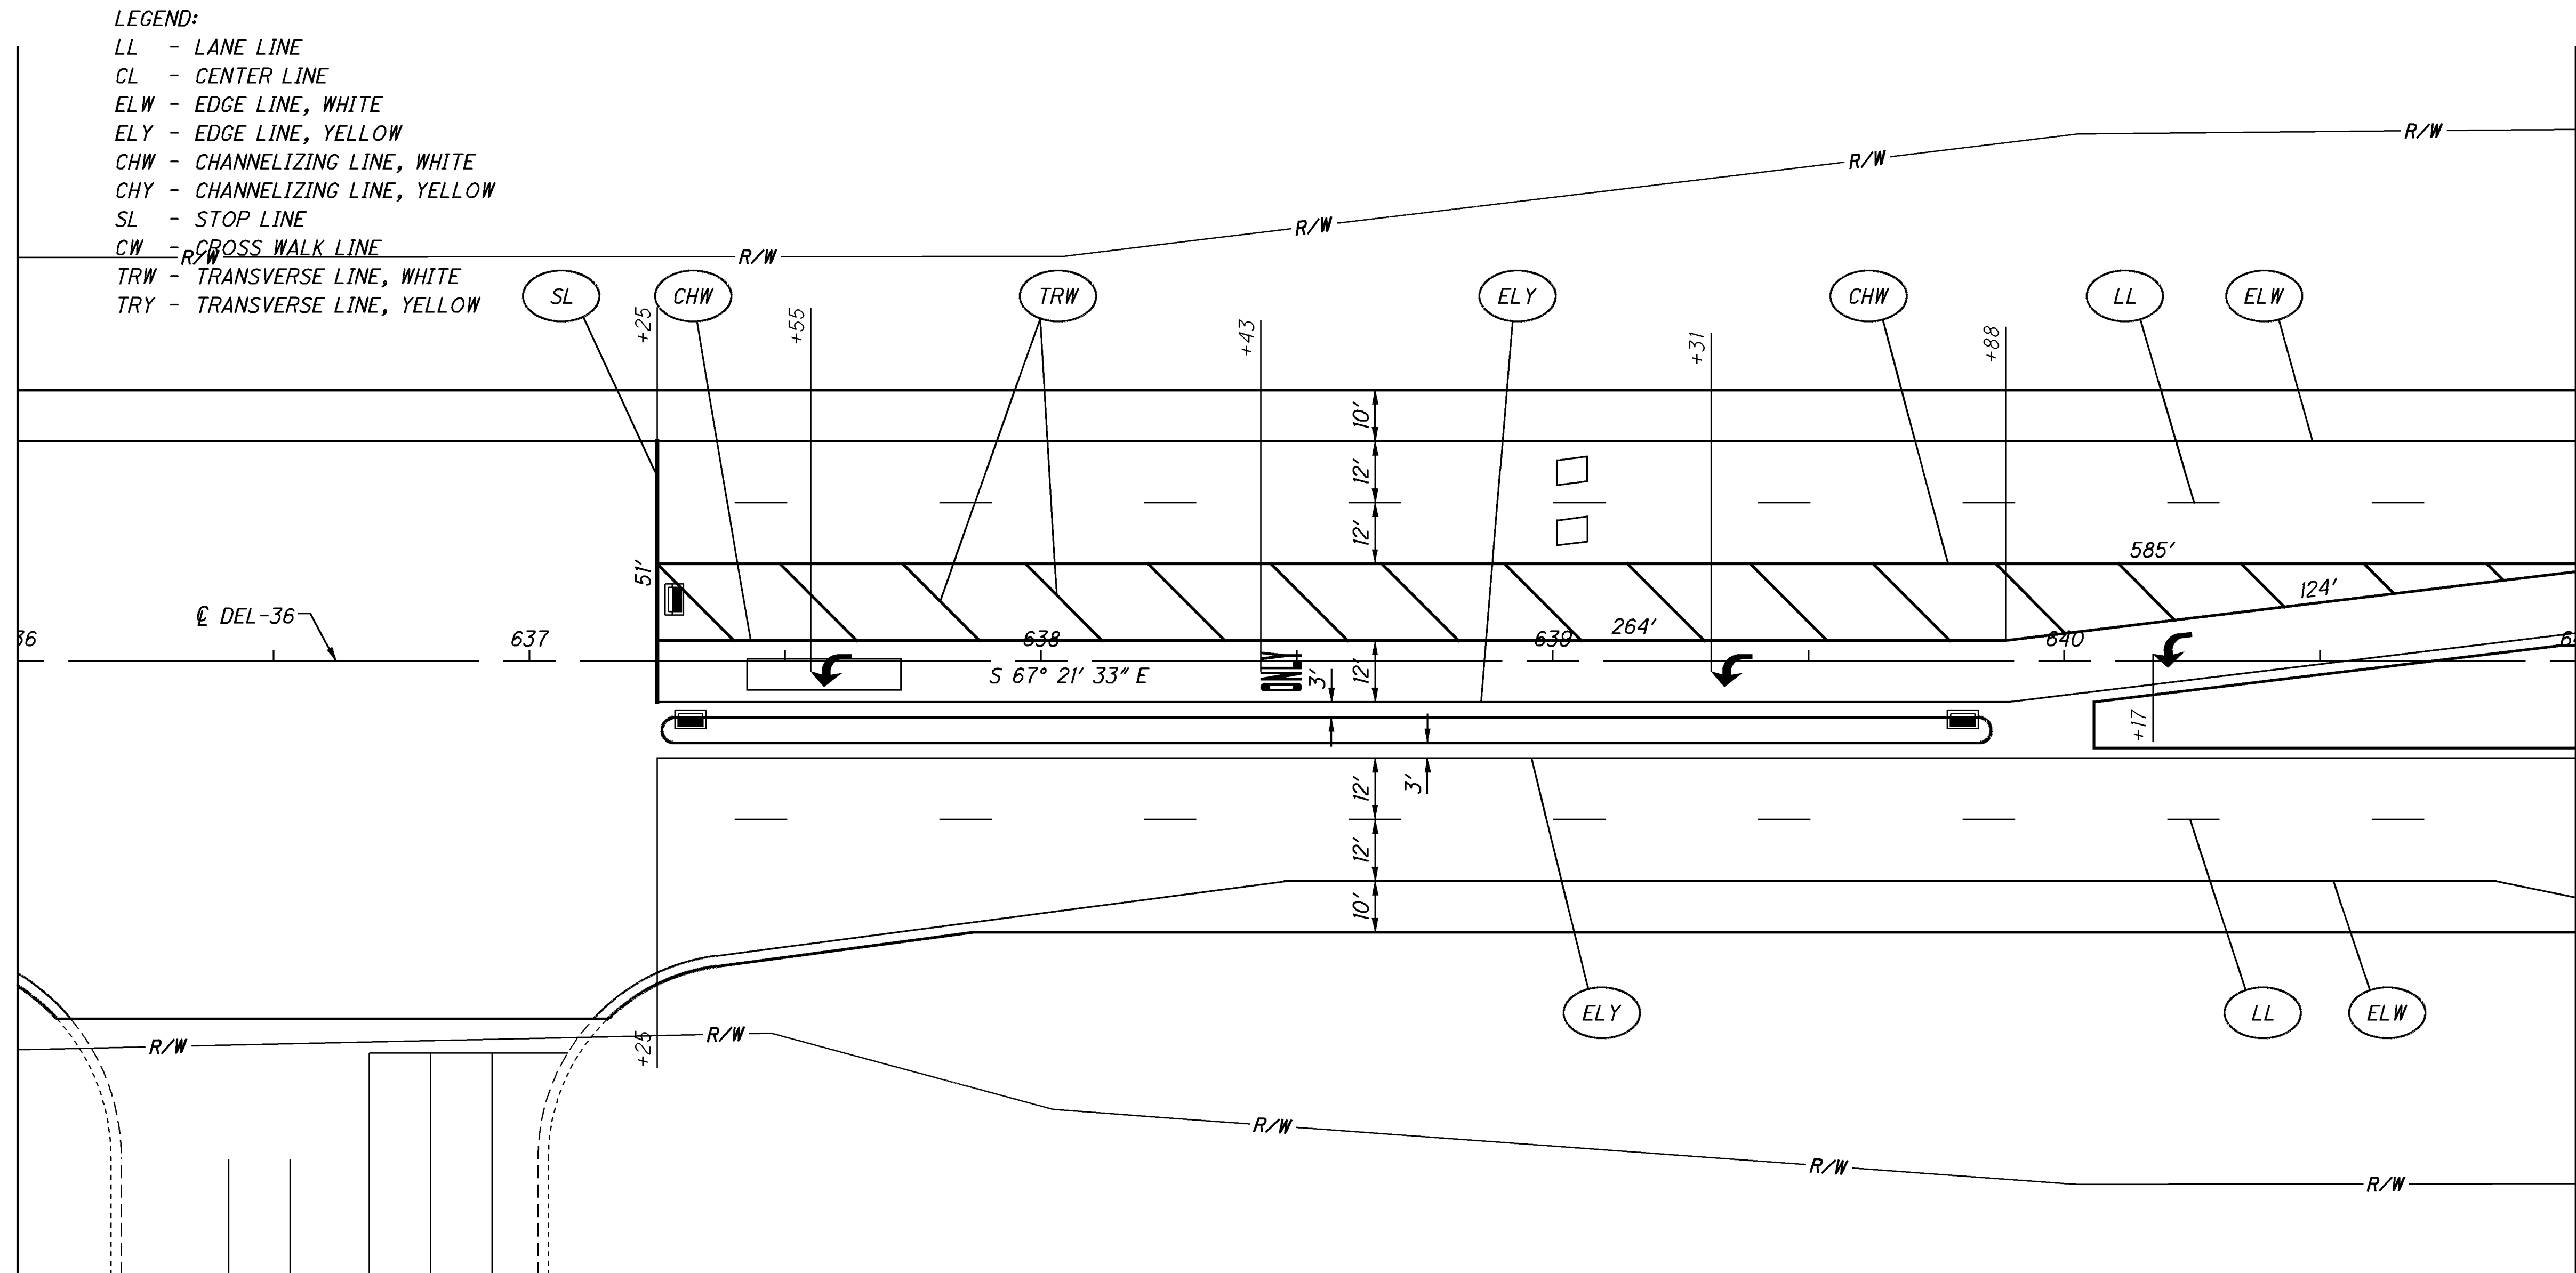 LEGEND:
LL - LANE LINE
CL - CENTER LINE
ELW - EDGE LINE, WHITE
ELY - EDGE LINE, YELLOW
CHW - CHANNELIZING LINE, WHITE
CHY - CHANNELIZING LINE, YELLOW
SL - STOP LINE
CW - CROSS WALK LINE
TRW - TRANSVERSE LINE, WHITE
TRY - TRANSVERSE LINE, YELLOW
R/W
R/W
R/W
R/W
R/W
SL
CHW
TRW
ELY
CHW
LL
ELW
+25
+55
+43
+31
+88
10'
12'
12'
51'
585'
124'
264'
℄ DEL-36
36
637
638
639
640
S 67° 21' 33" E
ONLY
3'
12'
+17
12'
3'
12'
10'
ELY
LL
ELW
+25
R/W
R/W
R/W
R/W
R/W